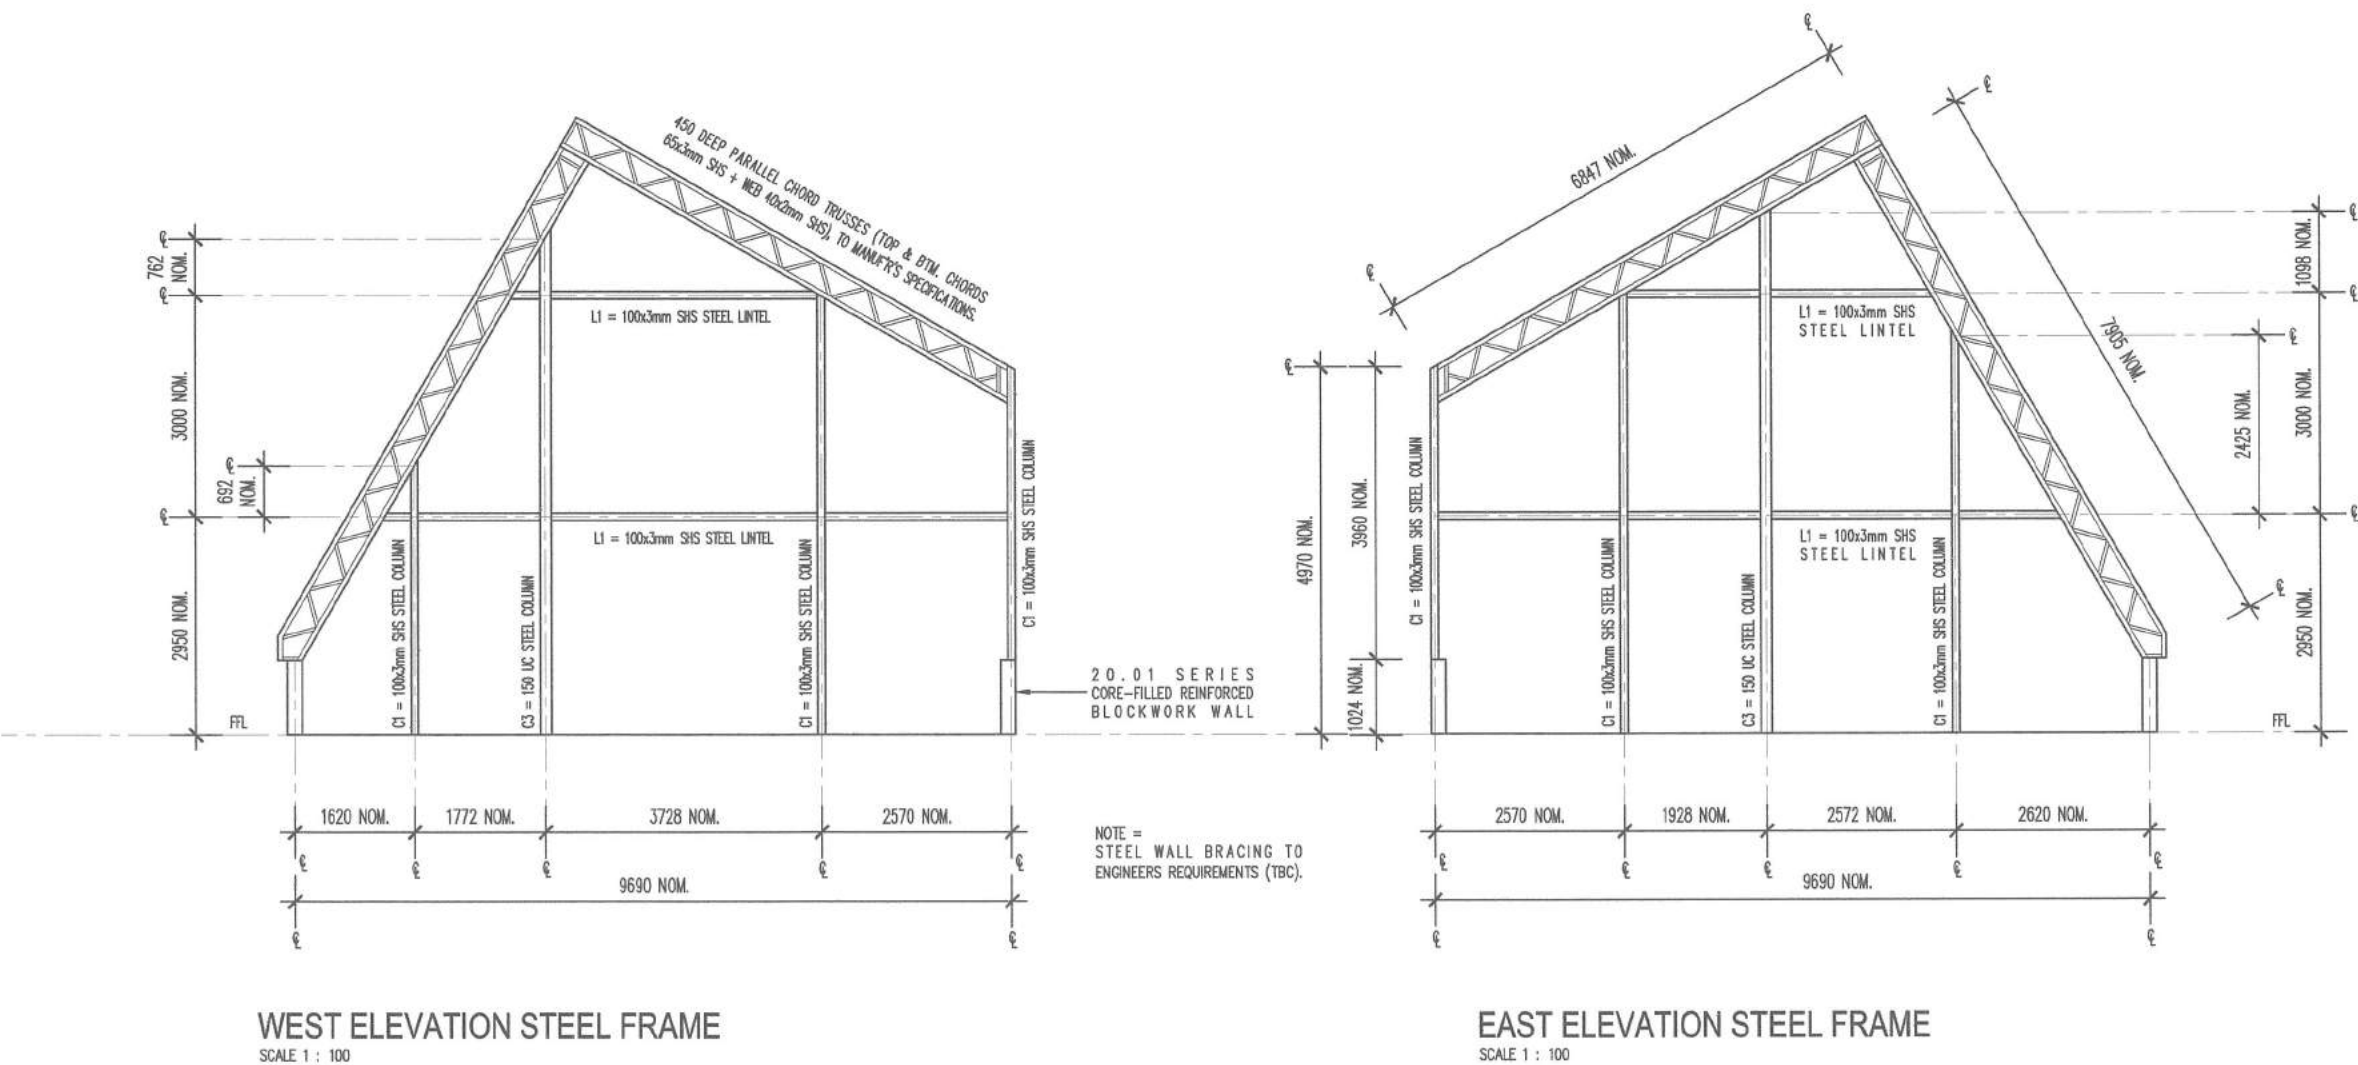 450 DEEP PARALLEL CHORD TRUSSES (TOP & BTM. CHORDS
65x3mm SHS + WEB 40x2mm SHS), TO MANUF'R'S SPECIFICATIONS.
762
NOM.
3000 NOM.
692
NOM.
2950 NOM.
FFL
L1 = 100x3mm SHS STEEL LINTEL
L1 = 100x3mm SHS STEEL LINTEL
C1 = 100x3mm SHS STEEL COLUMN
C3 = 150 UC STEEL COLUMN
C1 = 100x3mm SHS STEEL COLUMN
C1 = 100x3mm SHS STEEL COLUMN
20.01 SERIES
CORE-FILLED REINFORCED
BLOCKWORK WALL
1620 NOM.
1772 NOM.
3728 NOM.
2570 NOM.
9690 NOM.
NOTE =
STEEL WALL BRACING TO
ENGINEERS REQUIREMENTS (TBC).
WEST ELEVATION STEEL FRAME
SCALE 1 : 100
6847 NOM.
7905 NOM.
1098 NOM.
3000 NOM.
2425 NOM.
2950 NOM.
FFL
4970 NOM.
3960 NOM.
1024 NOM.
L1 = 100x3mm SHS
STEEL LINTEL
L1 = 100x3mm SHS
STEEL LINTEL
C1 = 100x3mm SHS STEEL COLUMN
C1 = 100x3mm SHS STEEL COLUMN
C3 = 150 UC STEEL COLUMN
C1 = 100x3mm SHS STEEL COLUMN
2570 NOM.
1928 NOM.
2572 NOM.
2620 NOM.
9690 NOM.
EAST ELEVATION STEEL FRAME
SCALE 1 : 100